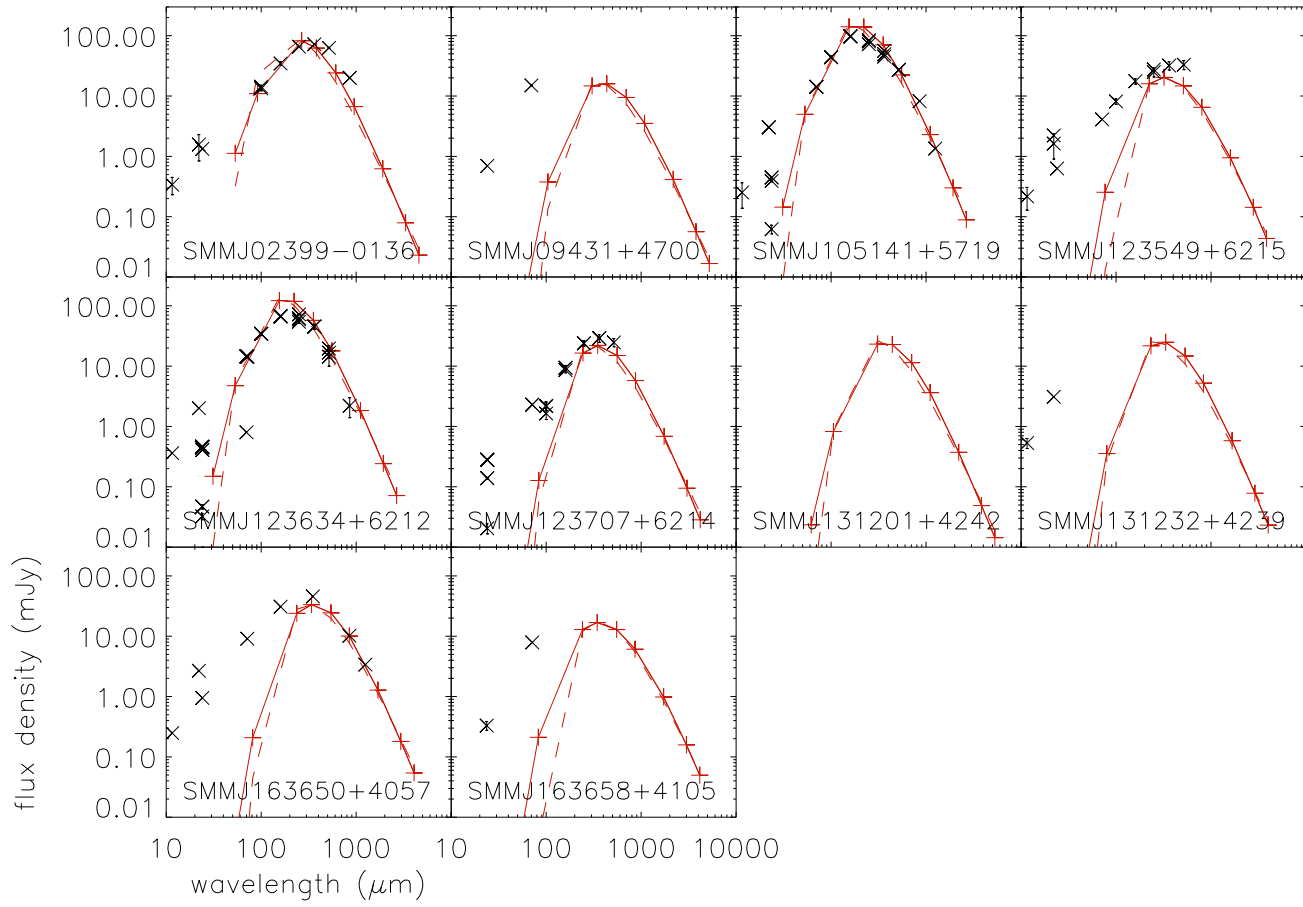 100.00
10.00
1.00
0.10
0.01
SMMJ02399-0136
SMMJ09431+4700
SMMJ105141+5719
SMMJ123549+6215
100.00
10.00
1.00
0.10
0.01
SMMJ123634+6212
SMMJ123707+6214
SMMJ131201+4242
SMMJ131232+4239
100.00
10.00
1.00
0.10
0.01
SMMJ163650+4057
SMMJ163658+4105
10 100 1000 100 1000 10000
wavelength (μm)
flux density (mJy)